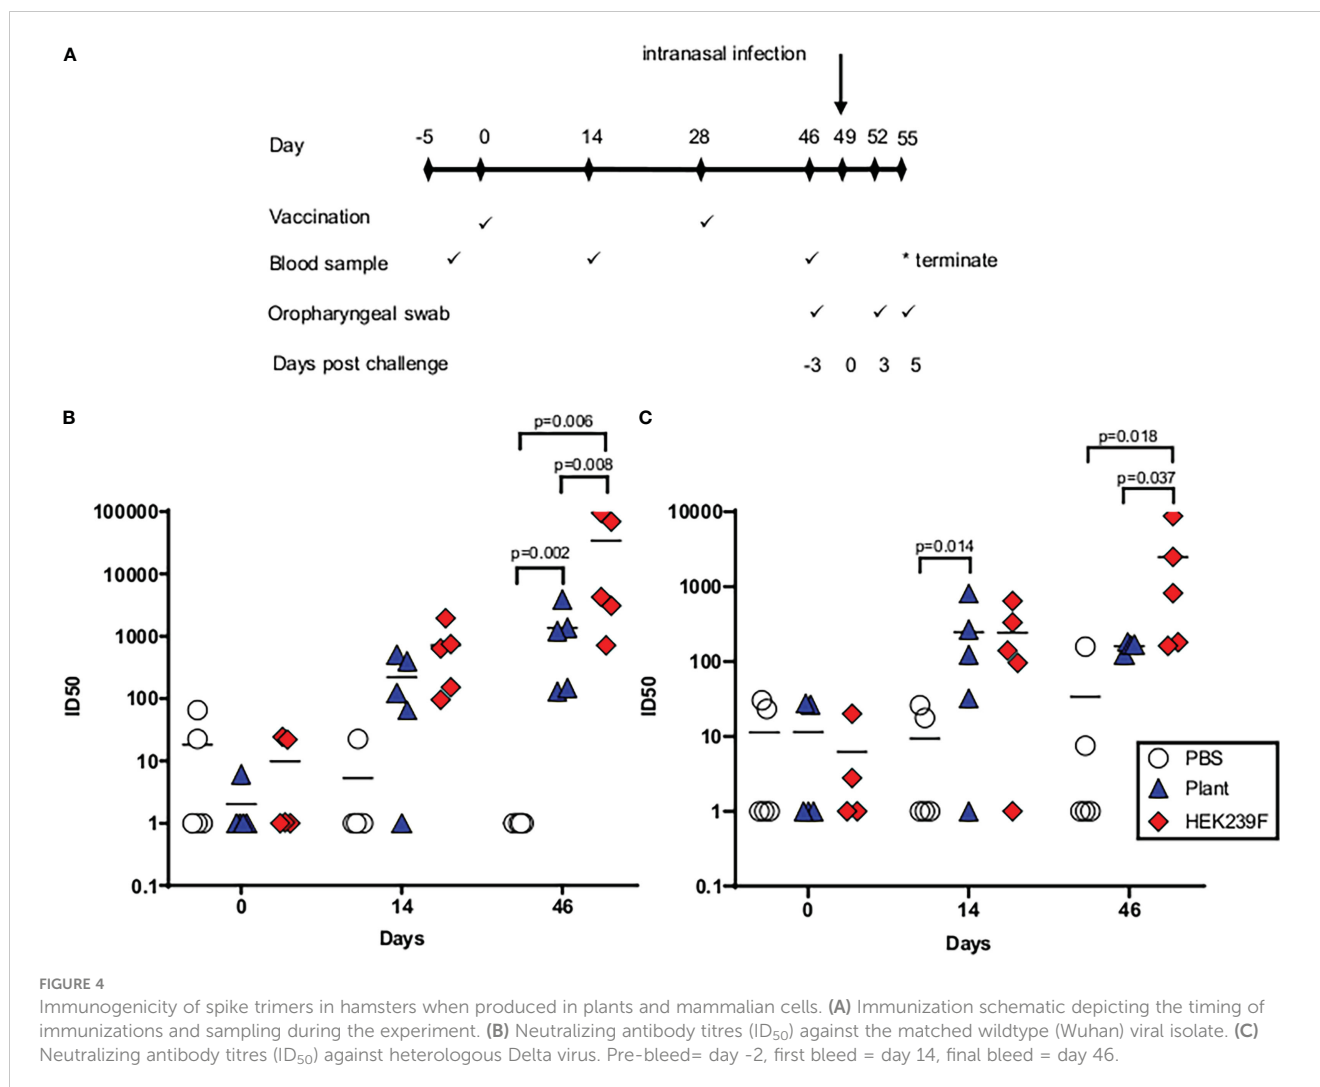 A
intranasal infection
Day
-5 0 14 28 46 49 52 55
Vaccination ✓ ✓
Blood sample ✓ ✓ ✓ * terminate
Oropharyngeal swab ✓ ✓ ✓
Days post challenge -3 0 3 5
B
p=0.006
p=0.008
p=0.002
100000
10000
1000
100
10
1
0.1
ID50
0 14 46
Days
C
p=0.018
p=0.037
p=0.014
10000
1000
100
10
1
0.1
ID50
0 14 46
Days
PBS
Plant
HEK239F
FIGURE 4
Immunogenicity of spike trimers in hamsters when produced in plants and mammalian cells. (A) Immunization schematic depicting the timing of
immunizations and sampling during the experiment. (B) Neutralizing antibody titres (ID50) against the matched wildtype (Wuhan) viral isolate. (C)
Neutralizing antibody titres (ID50) against heterologous Delta virus. Pre-bleed= day -2, first bleed = day 14, final bleed = day 46.